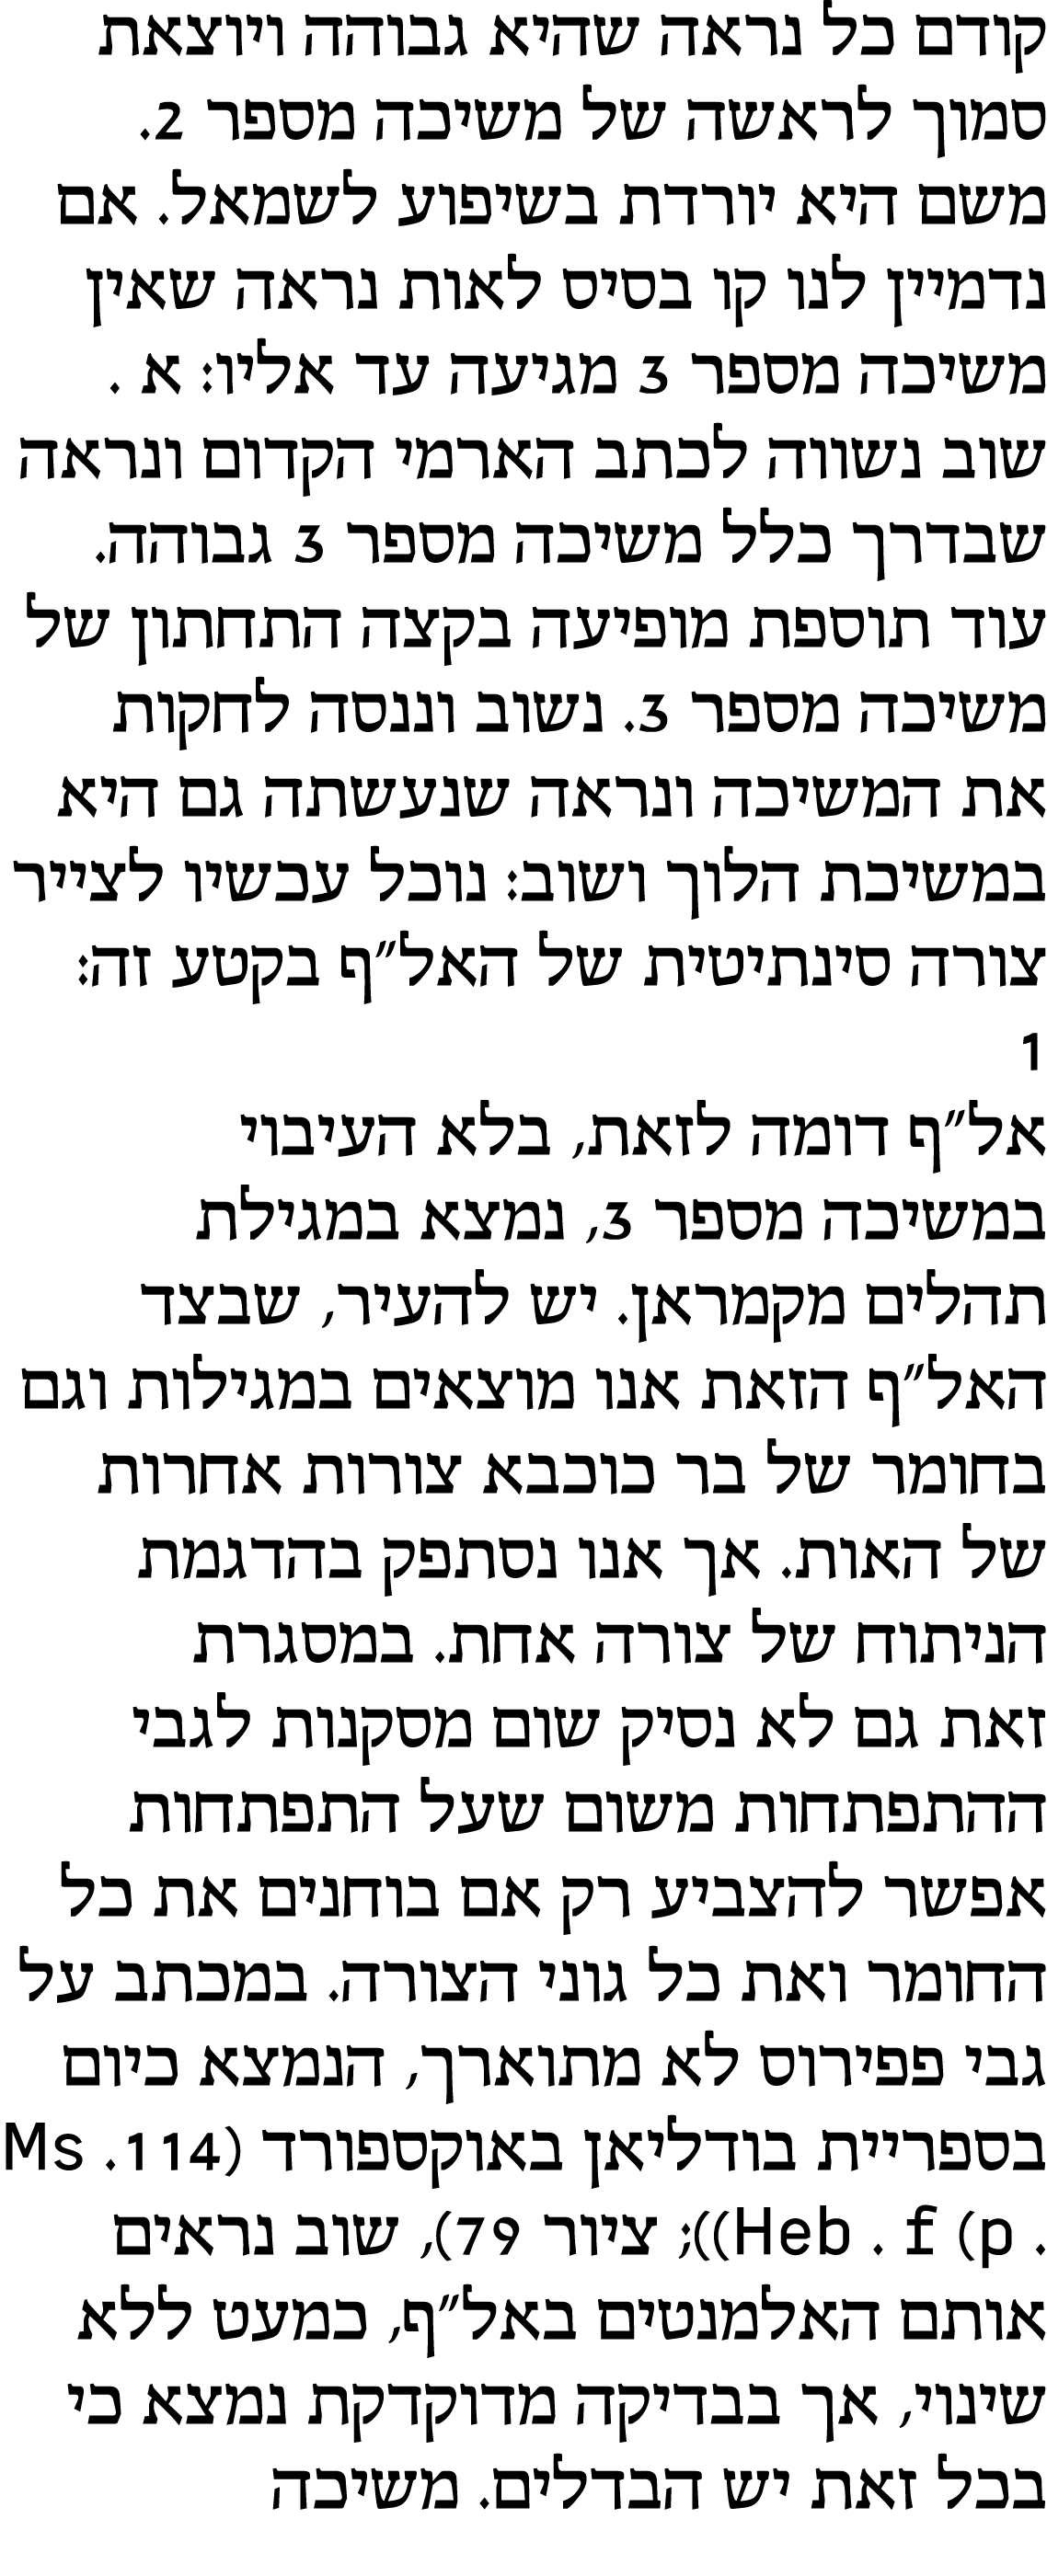 קודם כל נראה שהיא גבוהה ויוצאת
סמוך לראשה של משיכה מספר 2.
משם היא יורדת בשיפוע לשמאל. אם
נדמיין לנו קו בסיס לאות נראה שאין
משיכה מספר 3 מגיעה עד אליו: א .
שוב נשווה לכתב הארמי הקדום ונראה
שבדרך כלל משיכה מספר 3 גבוהה.
עוד תוספת מופיעה בקצה התחתון של
משיכה מספר 3. נשוב וננסה לחקות
את המשיכה ונראה שנעשתה גם היא
במשיכת הלוך ושוב: נוכל עכשיו לצייר
צורה סינתיטית של האל״ף בקטע זה:
1
אל״ף דומה לזאת, בלא העיבוי
במשיכה מספר 3, נמצא במגילת
תהלים מקמראן. יש להעיר, שבצד
האל״ף הזאת אנו מוצאים במגילות וגם
בחומר של בר כוכבא צורות אחרות
של האות. אך אנו נסתפק בהדגמת
הניתוח של צורה אחת. במסגרת
זאת גם לא נסיק שום מסקנות לגבי
ההתפתחות משום שעל התפתחות
אפשר להצביע רק אם בוחנים את כל
החומר ואת כל גוני הצורה. במכתב על
גבי פפירוס לא מתוארך, הנמצא כיום
בספריית בודליאן באוקספורד (114. Ms
. Heb . f (p)); ציור 79), שוב נראים
אותם האלמנטים באל״ף, כמעט ללא
שינוי, אך בבדיקה מדוקדקת נמצא כי
בכל זאת יש הבדלים. משיכה